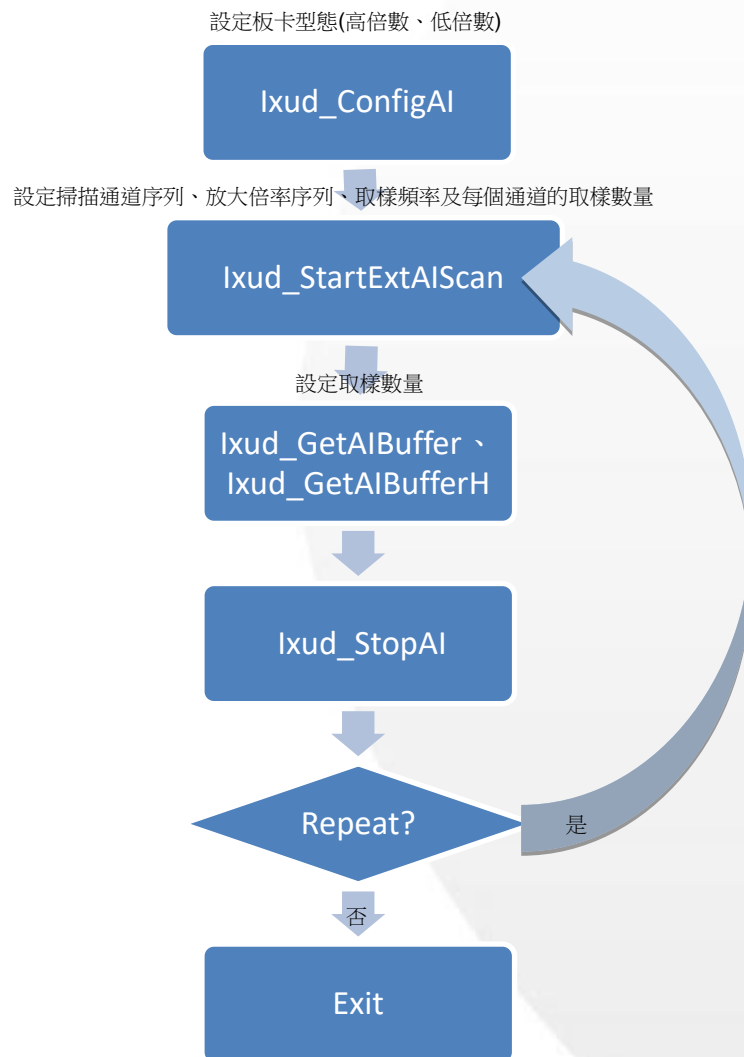 設定板卡型態(高倍數、低倍數)
Ixud_ConfigAI
設定掃描通道序列、放大倍率序列、取樣頻率及每個通道的取樣數量
Ixud_StartExtAIScan
設定取樣數量
Ixud_GetAIBuffer、
Ixud_GetAIBufferH
Ixud_StopAI
Repeat?
是
否
Exit